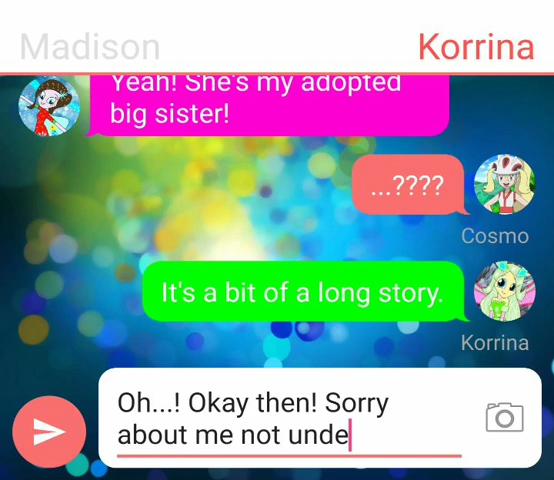 Madison Korrina
Yeah! She's my adopted
big sister!
...????
Cosmo
It's a bit of a long story.
Korrina
Oh...! Okay then! Sorry
about me not unde